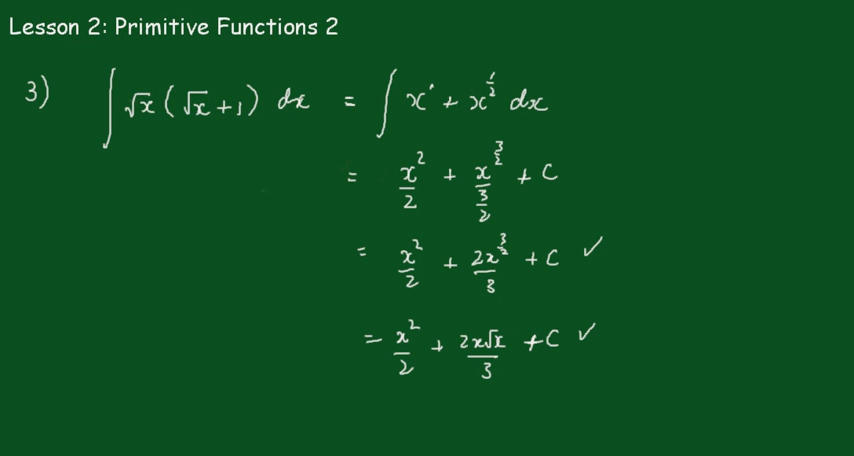 Lesson 2: Primitive Functions 2
3) ∫ √x (√x + 1) dx = ∫ x¹ + x^(1/2) dx
= x²/2 + x^(3/2)/(3/2) + C
= x²/2 + 2x^(3/2)/3 + C ✓
= x²/2 + 2x√x/3 + C ✓